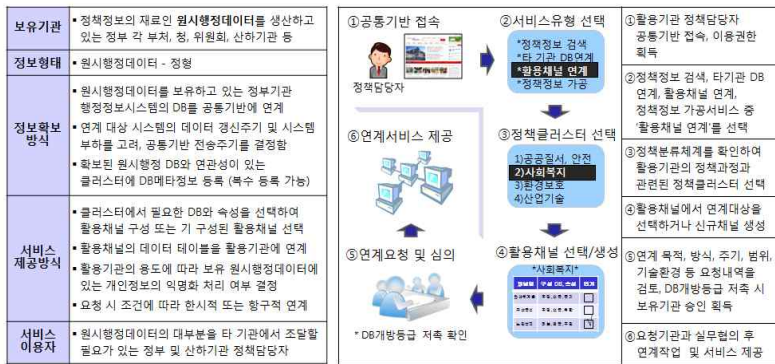 보유기관
▪ 정책정보의 재료인 원시행정데이터를 생산하고
있는 정부 각 부처, 청, 위원회, 산하기관 등
정보형태
▪ 원시행정데이터 - 정형
정보확보
방식
▪ 원시행정데이터를 보유하고 있는 정부기관
행정정보시스템의 DB를 공통기반에 연계
▪ 연계 대상 시스템의 데이터 갱신주기 및 시스템
부하를 고려, 공통기반 전송주기를 결정함
▪ 확보된 원시행정 DB와 연관성이 있는
클러스터에 DB메타정보 등록 (복수 등록 가능)
서비스
제공방식
▪ 클러스터에서 필요한 DB와 속성을 선택하여
활용채널 구성 또는 기 구성된 활용채널 선택
▪ 활용채널의 데이터 테이블을 활용기관에 연계
▪ 활용기관의 용도에 따라 보유 원시행정데이터에
있는 개인정보의 익명화 처리 여부 결정
▪ 요청 시 조건에 따라 한시적 또는 항구적 연계
서비스
이용자
▪ 원시행정데이터의 대부분을 타 기관에서 조달할
필요가 있는 정부 및 산하기관 정책담당자
①공통기반 접속
정책담당자
②서비스유형 선택
*정책정보 검색
*타 기관 DB연계
*활용채널 연계
*정책정보 가공
③정책클러스터 선택
1)공공질서, 안전
2)사회복지
3)환경보호
4)산업기술
④활용채널 선택/생성
*사회복지*
⑤연계요청 및 심의
* DB개방등급 저촉 확인
⑥연계서비스 제공
①활용기관 정책담당자
공통기반 접속, 이용권한
획득
②정책정보 검색, 타기관 DB
연계, 활용채널 연계,
정책정보 가공서비스 중
'활용채널 연계'를 선택
③정책분류체계를 확인하여
활용기관의 정책과정과
관련된 정책클러스터 선택
④활용채널에서 연계대상을
선택하거나 신규채널 생성
⑤연계 목적, 방식, 주기, 범위,
기술환경 등 요청내역을
검토, DB개방등급 저촉 시
보유기관 승인 획득
⑥요청기관과 실무협의 후
연계작업 및 서비스 제공